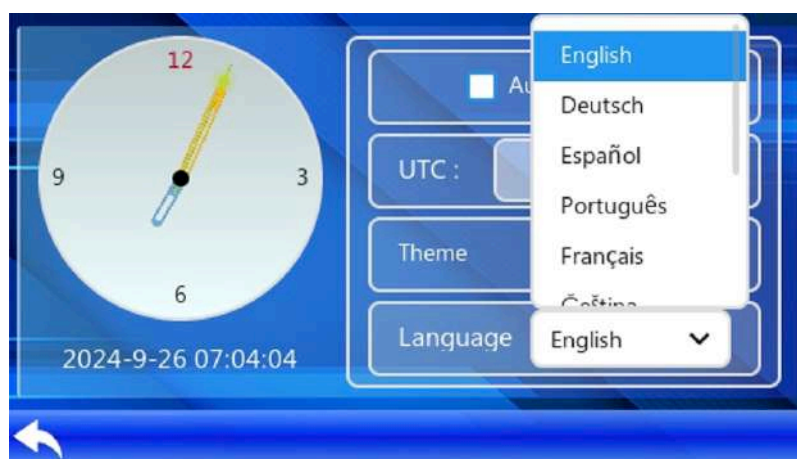 12
9
3
6
2024-9-26 07:04:04
UTC :
Theme
Language
English
Deutsch
Español
Português
Français
English